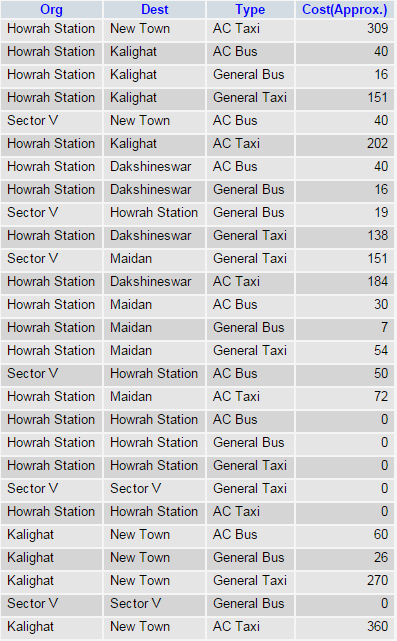 Org Dest Type Cost(Approx.)
Howrah Station New Town AC Taxi 309
Howrah Station Kalighat AC Bus 40
Howrah Station Kalighat General Bus 16
Howrah Station Kalighat General Taxi 151
Sector V New Town AC Bus 40
Howrah Station Kalighat AC Taxi 202
Howrah Station Dakshineswar AC Bus 40
Howrah Station Dakshineswar General Bus 16
Sector V Howrah Station General Bus 19
Howrah Station Dakshineswar General Taxi 138
Sector V Maidan General Taxi 151
Howrah Station Dakshineswar AC Taxi 184
Howrah Station Maidan AC Bus 30
Howrah Station Maidan General Bus 7
Howrah Station Maidan General Taxi 54
Sector V Howrah Station AC Bus 50
Howrah Station Maidan AC Taxi 72
Howrah Station Howrah Station AC Bus 0
Howrah Station Howrah Station General Bus 0
Howrah Station Howrah Station General Taxi 0
Sector V Sector V General Taxi 0
Howrah Station Howrah Station AC Taxi 0
Kalighat New Town AC Bus 60
Kalighat New Town General Bus 26
Kalighat New Town General Taxi 270
Sector V Sector V General Bus 0
Kalighat New Town AC Taxi 360